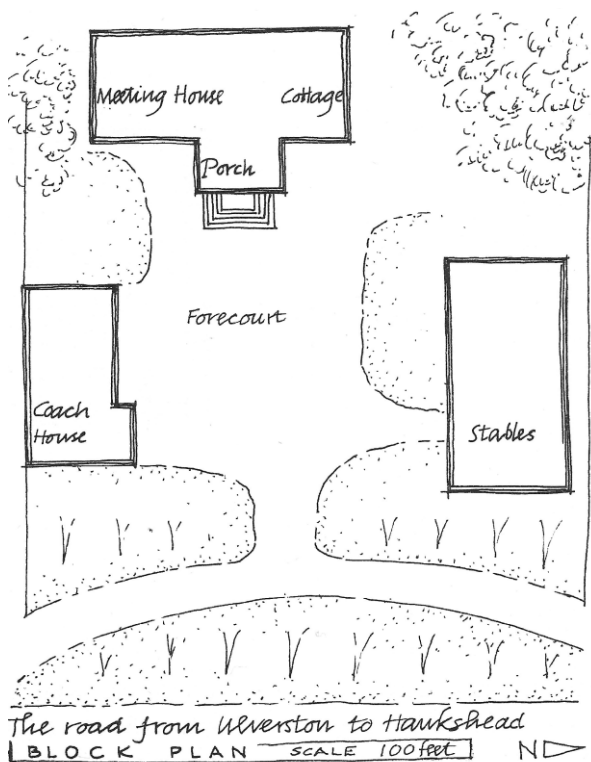 Meeting House Cottage
Porch
Forecourt
Coach
House
Stables
The road from Ulverston to Hawkshead
BLOCK PLAN SCALE 100 feet N